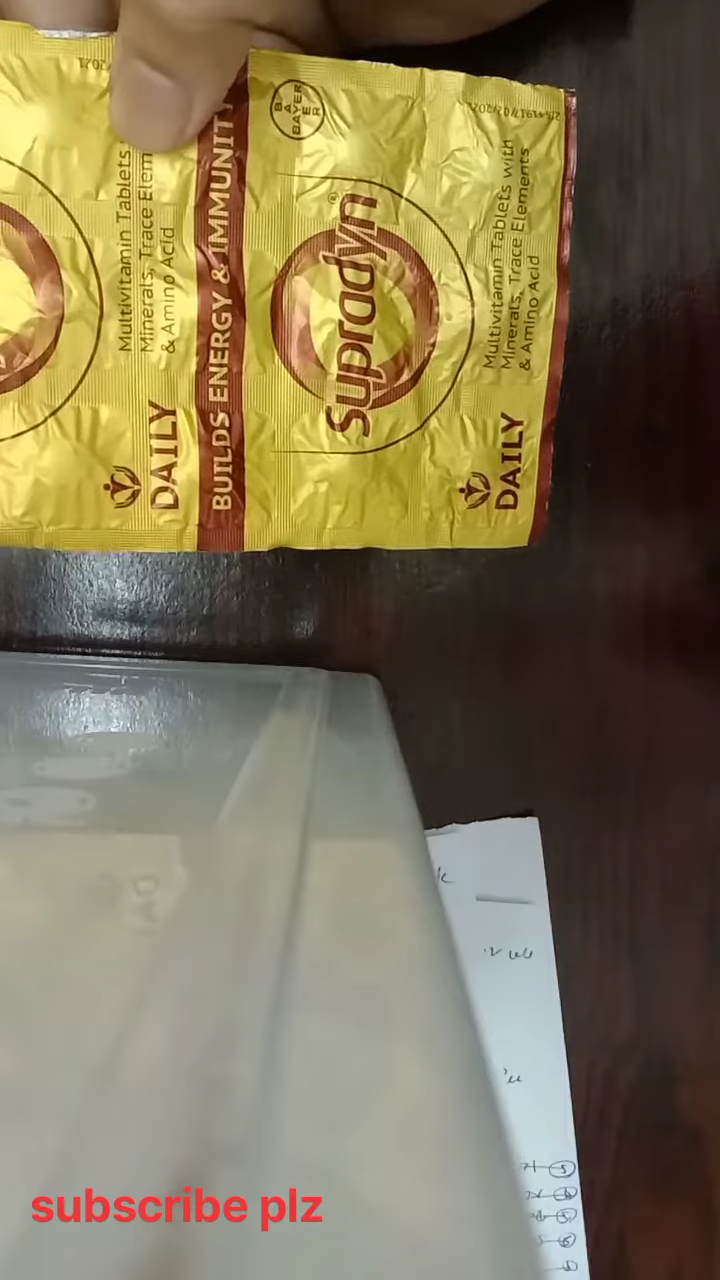 BAYER
Supradyn®
DAILY
Multivitamin Tablets with
Minerals, Trace Elements
& Amino Acid
BUILDS ENERGY & IMMUNITY
DAILY
Multivitamin Tablets
Minerals, Trace Elem
& Amino Acid
subscribe plz